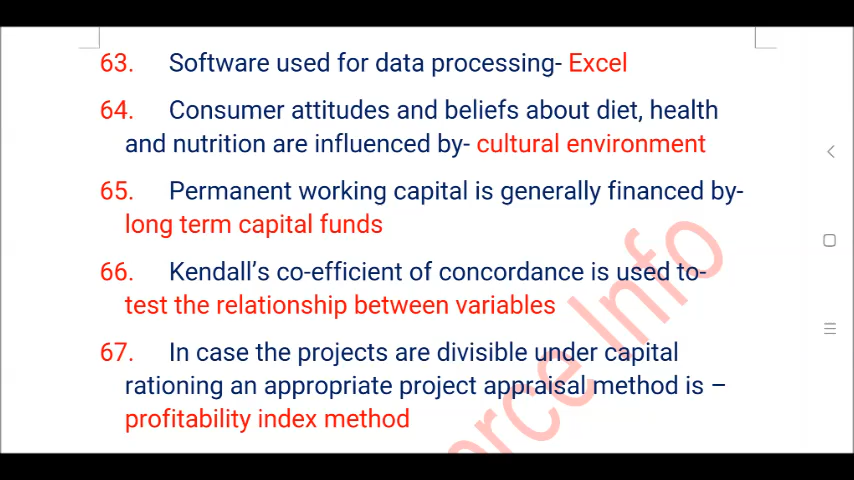 63. Software used for data processing- Excel
64. Consumer attitudes and beliefs about diet, health
and nutrition are influenced by- cultural environment
65. Permanent working capital is generally financed by-
long term capital funds
66. Kendall's co-efficient of concordance is used to-
test the relationship between variables
67. In case the projects are divisible under capital
rationing an appropriate project appraisal method is –
profitability index method
Info